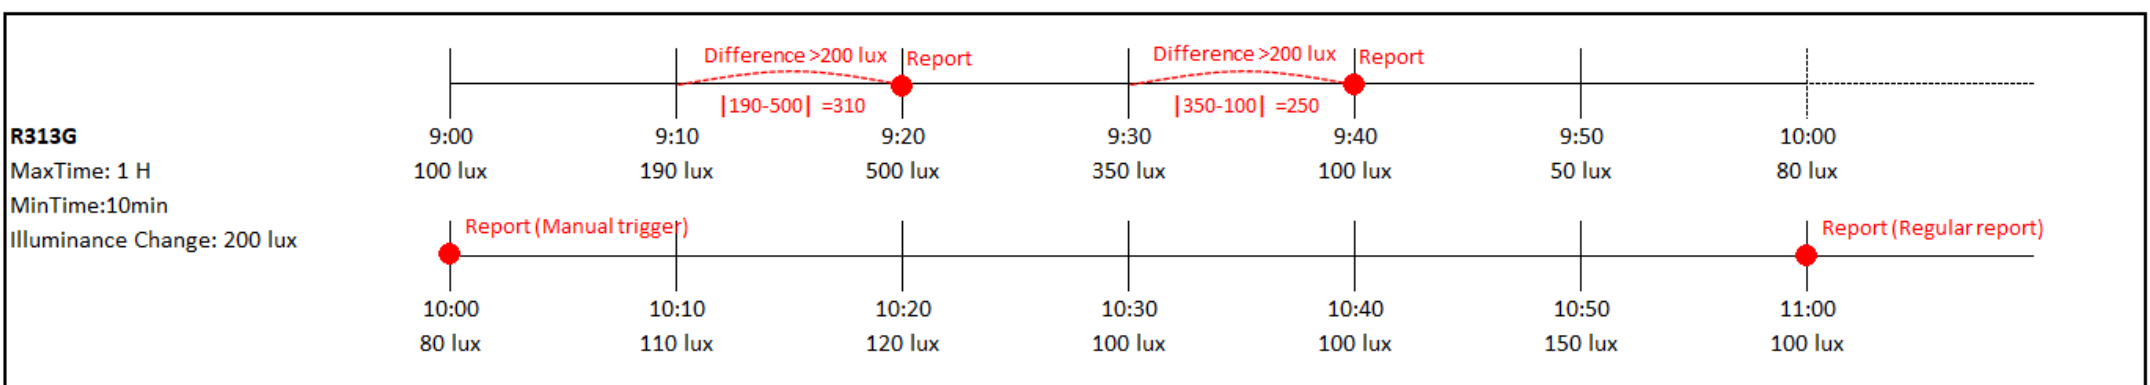 Difference >200 lux Report Difference >200 lux Report
|190-500| =310 |350-100| =250
R313G 9:00 9:10 9:20 9:30 9:40 9:50 10:00
MaxTime: 1 H 100 lux 190 lux 500 lux 350 lux 100 lux 50 lux 80 lux
MinTime:10min
Report (Manual trigger) Report (Regular report)
Illuminance Change: 200 lux
10:00 10:10 10:20 10:30 10:40 10:50 11:00
80 lux 110 lux 120 lux 100 lux 100 lux 150 lux 100 lux